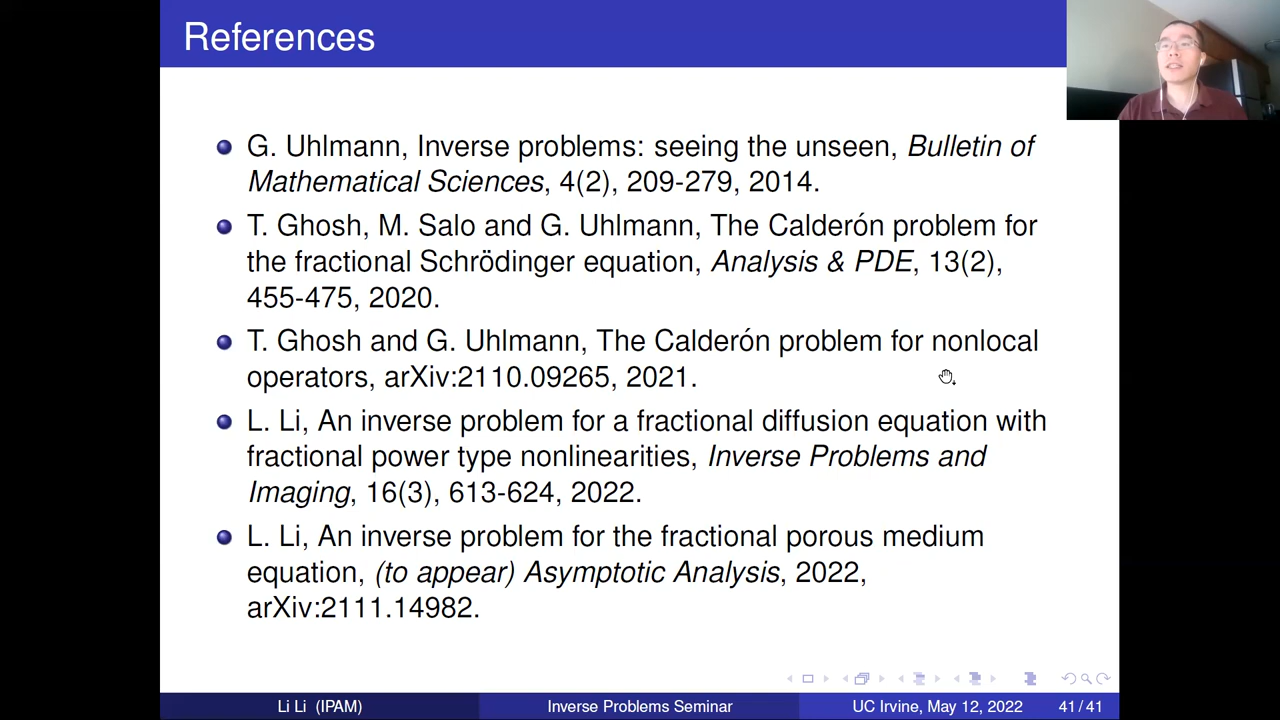 References
G. Uhlmann, Inverse problems: seeing the unseen, Bulletin of
Mathematical Sciences, 4(2), 209-279, 2014.
T. Ghosh, M. Salo and G. Uhlmann, The Calderón problem for
the fractional Schrödinger equation, Analysis & PDE, 13(2),
455-475, 2020.
T. Ghosh and G. Uhlmann, The Calderón problem for nonlocal
operators, arXiv:2110.09265, 2021.
L. Li, An inverse problem for a fractional diffusion equation with
fractional power type nonlinearities, Inverse Problems and
Imaging, 16(3), 613-624, 2022.
L. Li, An inverse problem for the fractional porous medium
equation, (to appear) Asymptotic Analysis, 2022,
arXiv:2111.14982.
Li Li (IPAM) Inverse Problems Seminar UC Irvine, May 12, 2022 41 / 41